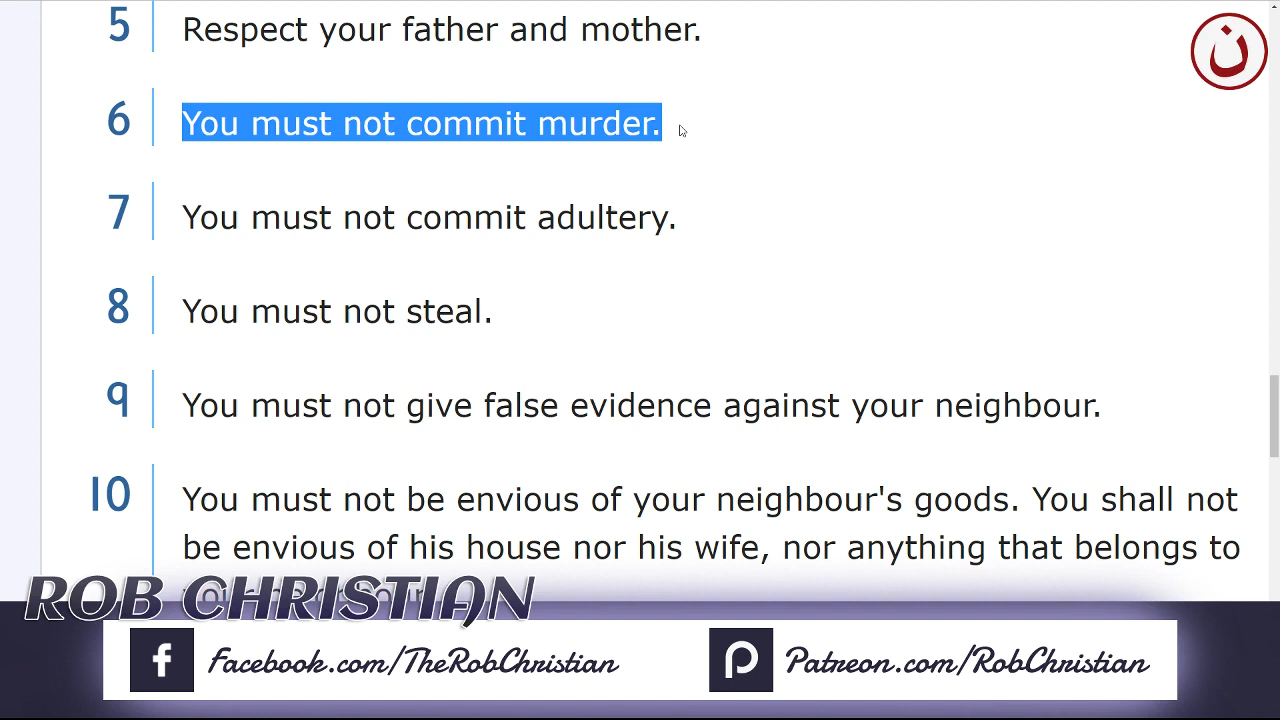 5 Respect your father and mother.
ن
6 You must not commit murder.
7 You must not commit adultery.
8 You must not steal.
9 You must not give false evidence against your neighbour.
10 You must not be envious of your neighbour's goods. You shall not
be envious of his house nor his wife, nor anything that belongs to
ROB CHRISTIAN
Facebook.com/TheRobChristian
Patreon.com/RobChristian